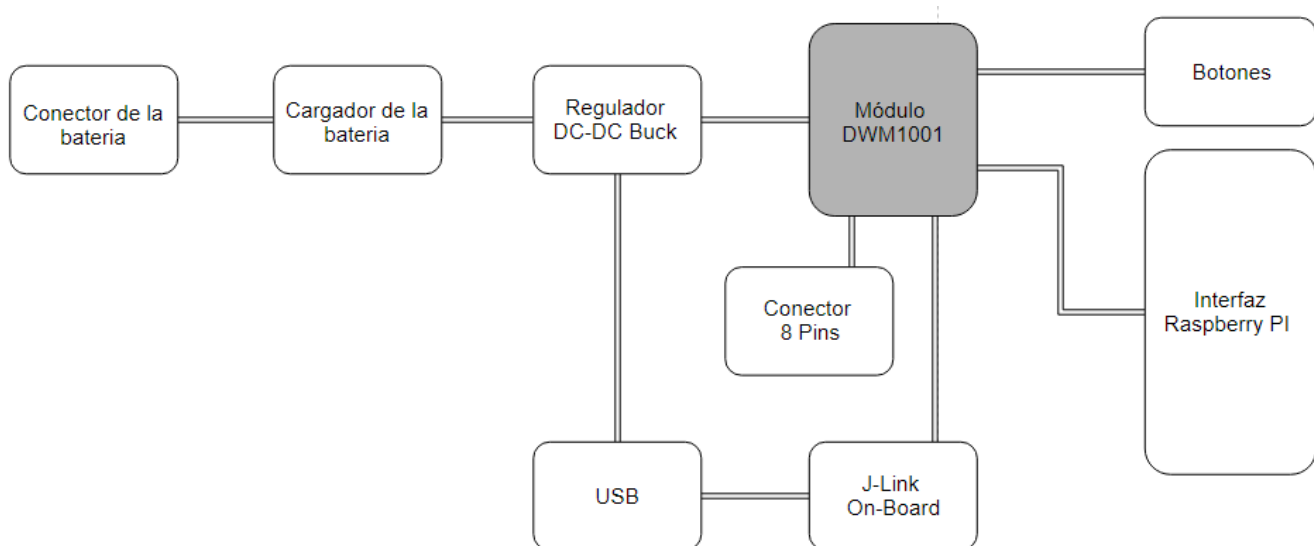 Conector de la
bateria
Cargador de la
bateria
Regulador
DC-DC Buck
Módulo
DWM1001
Botones
Conector
8 Pins
Interfaz
Raspberry PI
USB
J-Link
On-Board